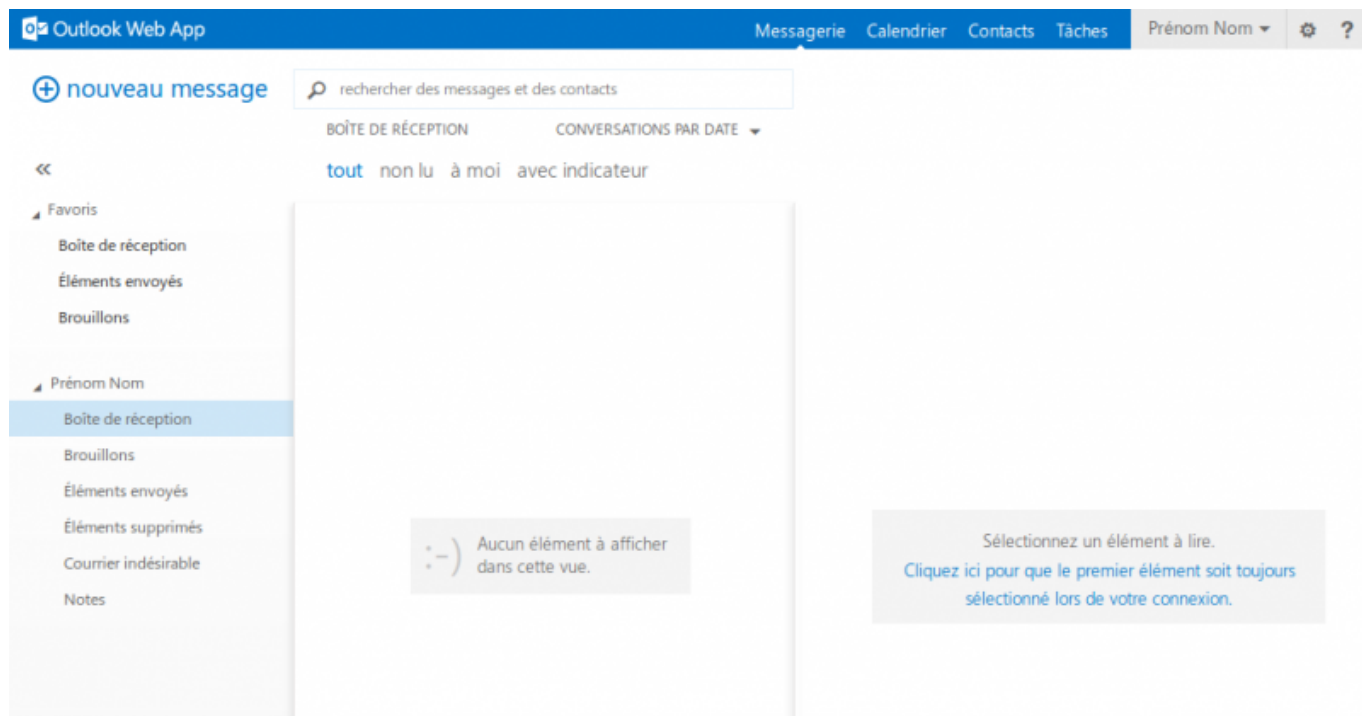 Outlook Web App
Messagerie Calendrier Contacts Tâches Prénom Nom ?
nouveau message
rechercher des messages et des contacts
BOÎTE DE RÉCEPTION CONVERSATIONS PAR DATE
«
tout non lu à moi avec indicateur
Favoris
Boîte de réception
Éléments envoyés
Brouillons
Prénom Nom
Boîte de réception
Brouillons
Éléments envoyés
Éléments supprimés
Courrier indésirable
Notes
:-)
Aucun élément à afficher
dans cette vue.
Sélectionnez un élément à lire.
Cliquez ici pour que le premier élément soit toujours
sélectionné lors de votre connexion.